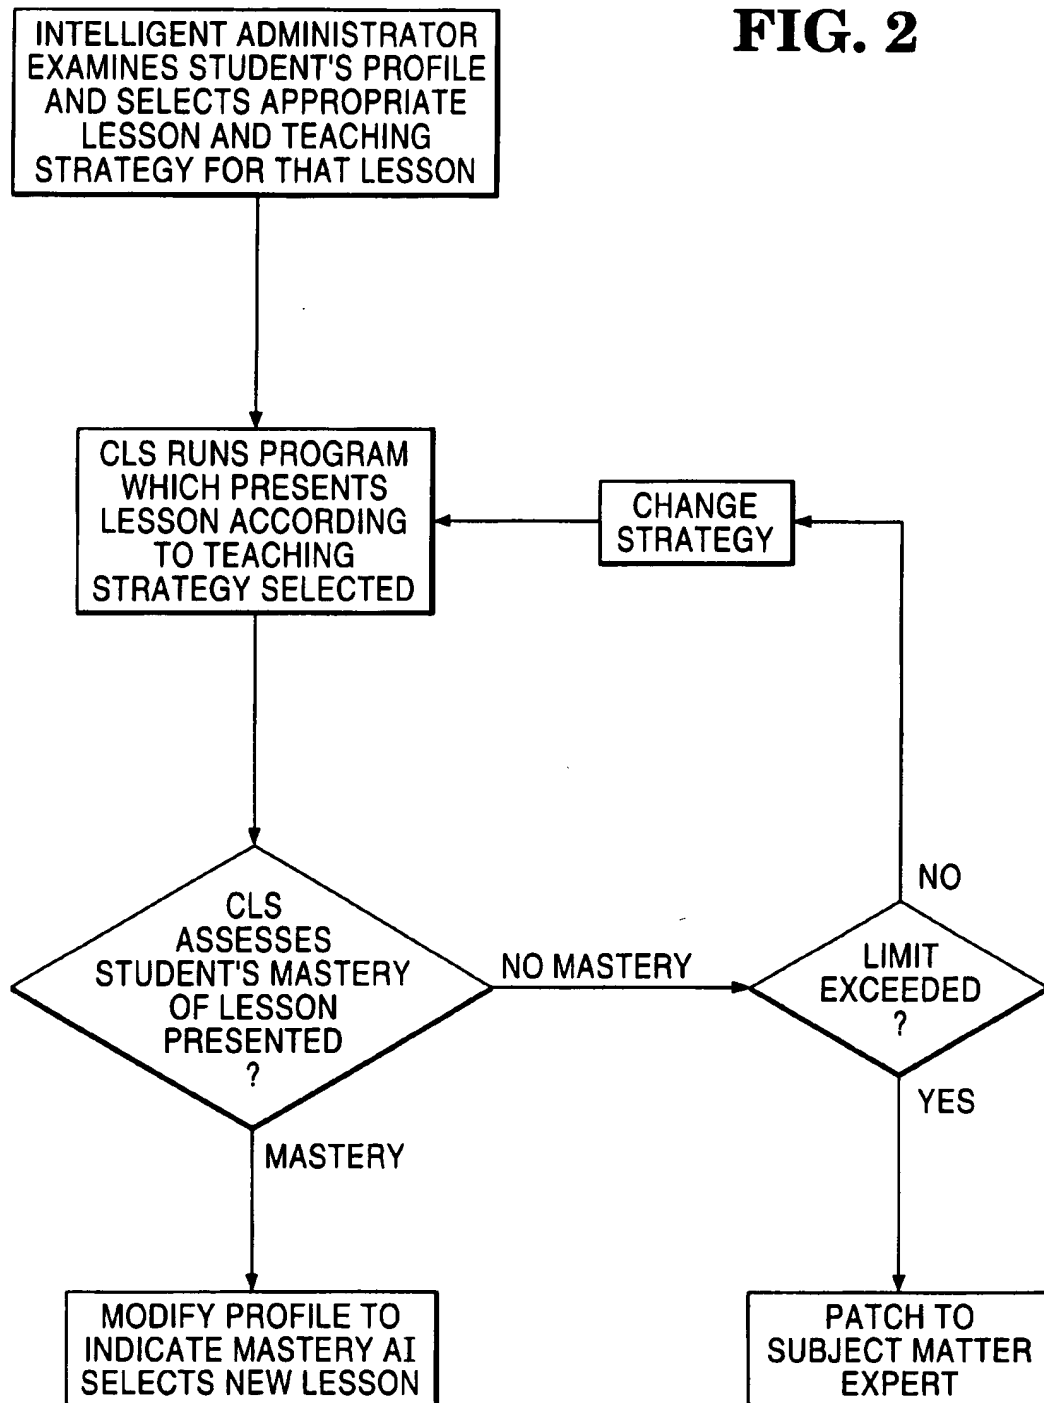 FIG. 2
INTELLIGENT ADMINISTRATOR
EXAMINES STUDENT'S PROFILE
AND SELECTS APPROPRIATE
LESSON AND TEACHING
STRATEGY FOR THAT LESSON
CLS RUNS PROGRAM
WHICH PRESENTS
LESSON ACCORDING
TO TEACHING
STRATEGY SELECTED
CHANGE
STRATEGY
CLS
ASSESSES
STUDENT'S MASTERY
OF LESSON
PRESENTED
?
NO MASTERY
LIMIT
EXCEEDED
?
NO
YES
MASTERY
MODIFY PROFILE TO
INDICATE MASTERY AI
SELECTS NEW LESSON
PATCH TO
SUBJECT MATTER
EXPERT